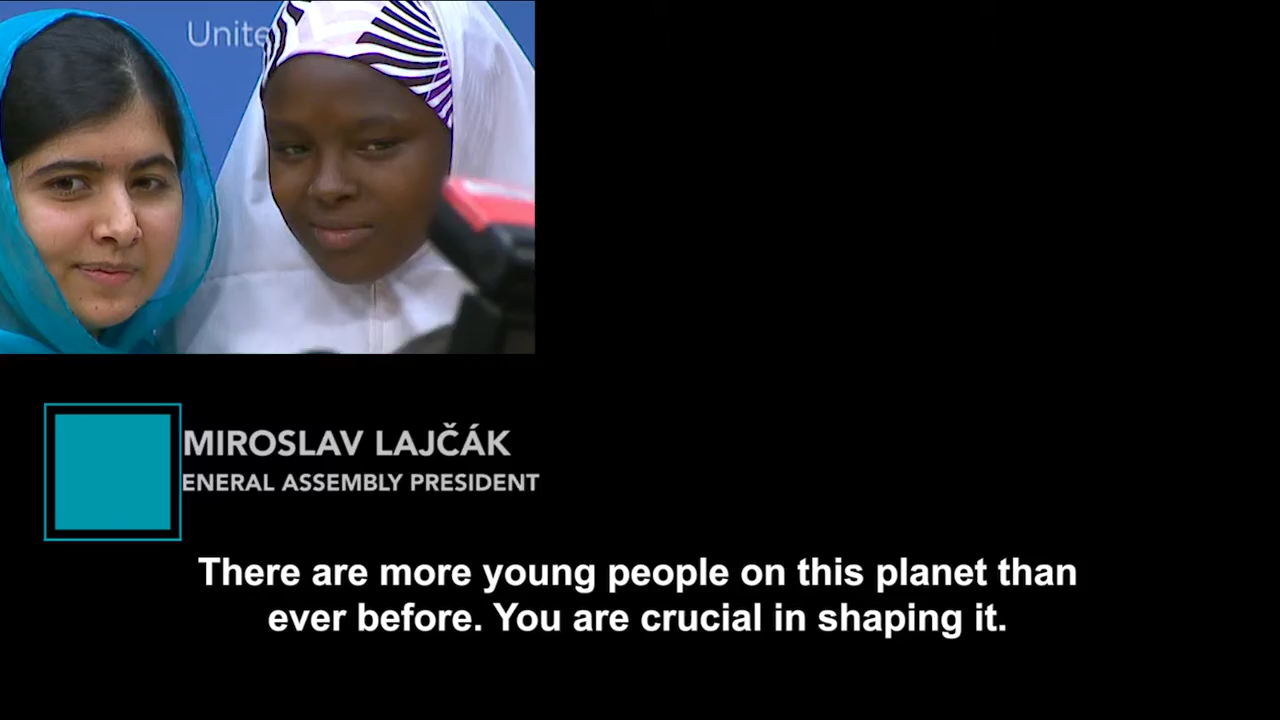 Unite
MIROSLAV LAJČÁK
ENERAL ASSEMBLY PRESIDENT
There are more young people on this planet than
ever before. You are crucial in shaping it.